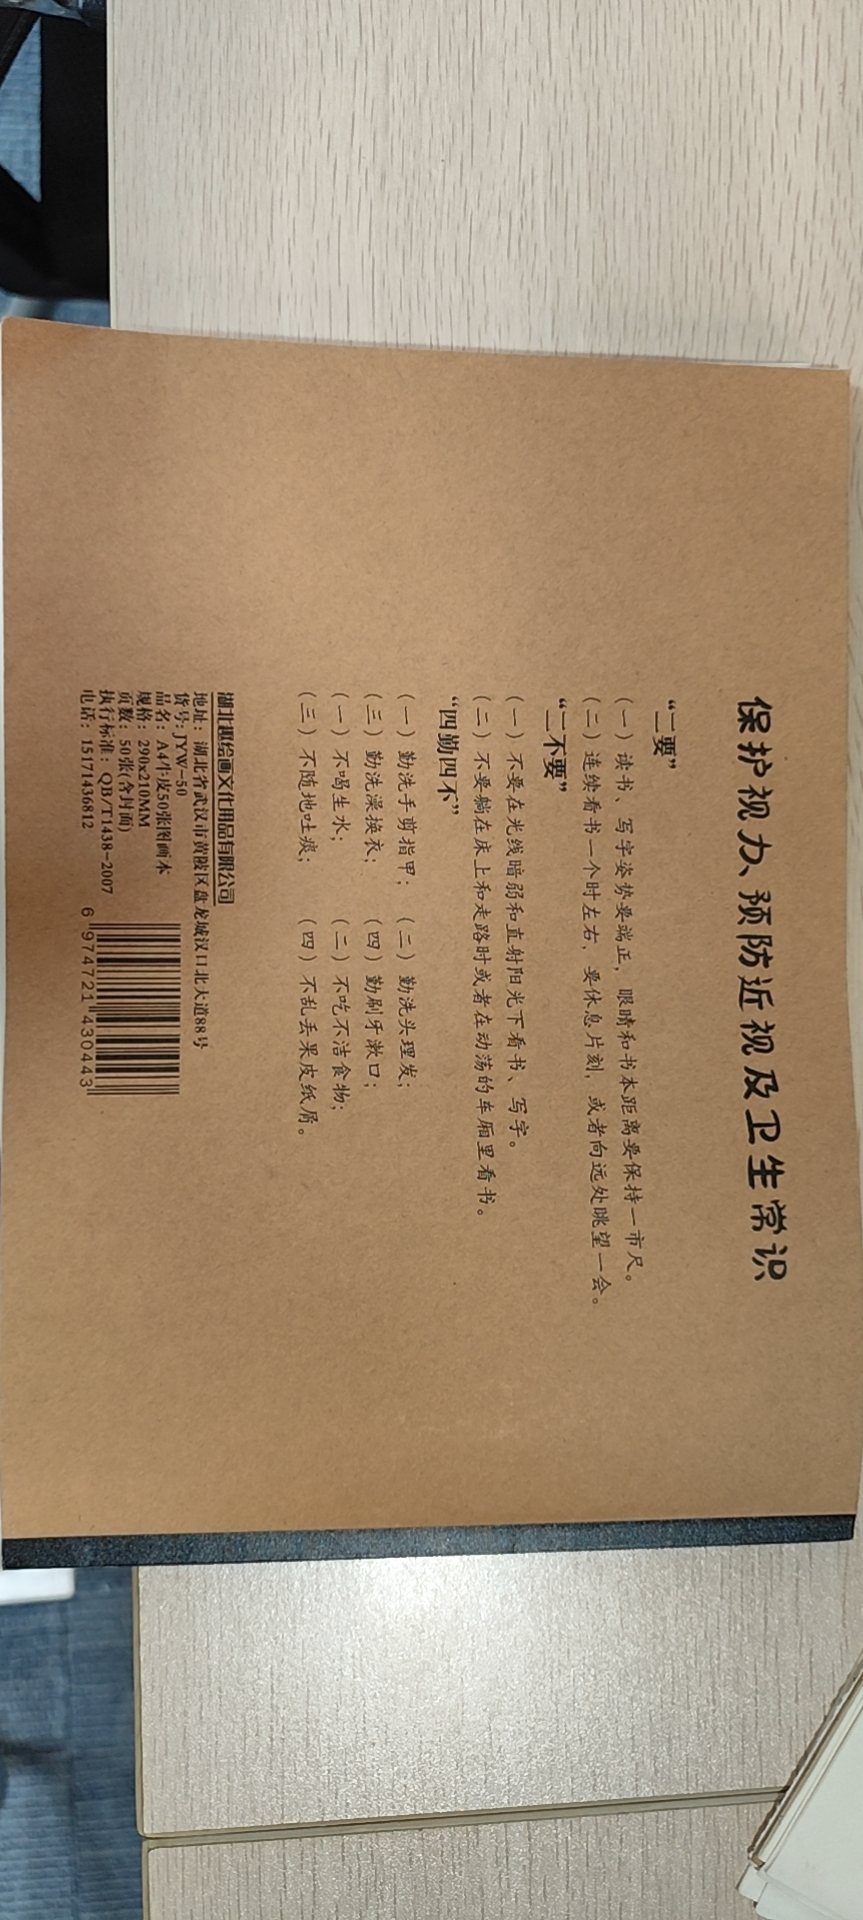 保护视力、预防近视及卫生常识
“二要”
（一）读书、写字姿势要端正，眼睛和书本距离要保持一市尺。
（二）连续看书一个时左右，要休息片刻，或者向远处眺望一会。
“二不要”
（一）不要在光线暗弱和直射阳光下看书、写字。
（二）不要躺在床上和走路时或者在动荡的车厢里看书。
“四勤四不”
（一）勤洗手剪指甲；（二）勤洗头理发；
（三）勤洗澡换衣；（四）勤刷牙漱口；
（一）不喝生水；（二）不吃不洁食物；
（三）不随地吐痰；（四）不乱丢果皮纸屑。
湖北趣绘画文化用品有限公司
地址：湖北省武汉市黄陂区盘龙城汉口北大道88号
货号：JYW-50
品名：A4牛皮50张图画本
规格：290x210MM
页数：50张(含封面)
执行标准：QB/T1438-2007
电话：15171436812
6 974721 430443